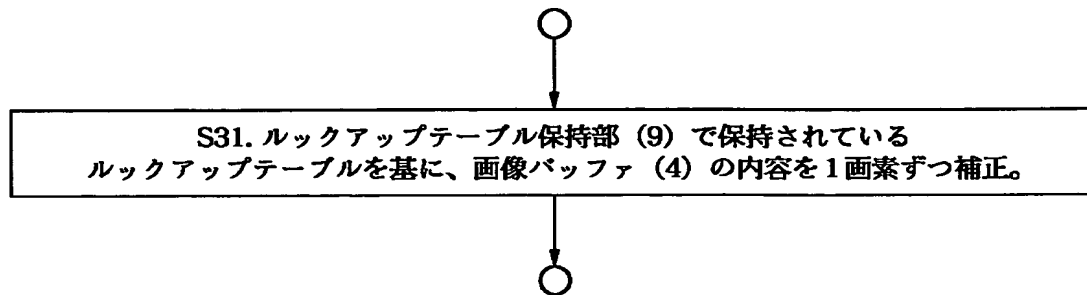 S31. ルックアップテーブル保持部（9）で保持されている
ルックアップテーブルを基に、画像バッファ（4）の内容を1画素ずつ補正。